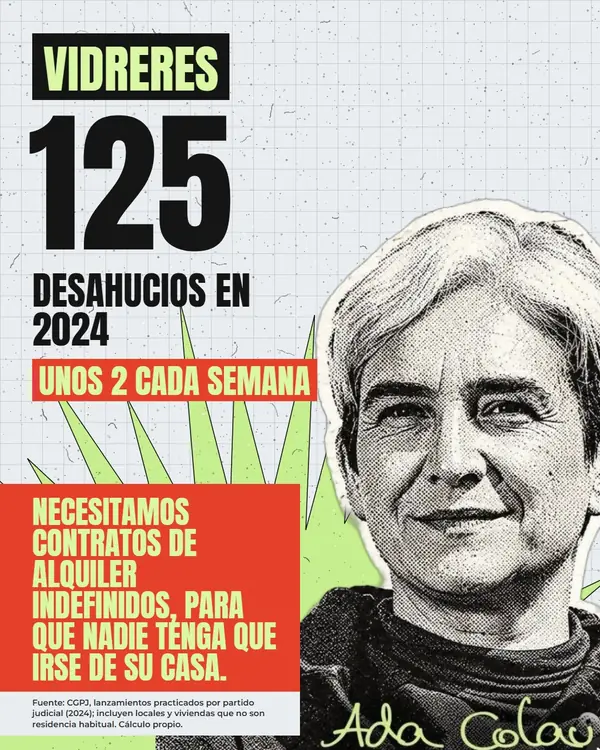 VIDRERES
125
DESAHUCIOS EN
2024
UNOS 2 CADA SEMANA
NECESITAMOS
CONTRATOS DE
ALQUILER
INDEFINIDOS, PARA
QUE NADIE TENGA QUE
IRSE DE SU CASA.
Fuente: CGPJ, lanzamientos practicados por partido
judicial (2024); incluyen locales y viviendas que no son
residencia habitual. Cálculo propio.
Ada Colau